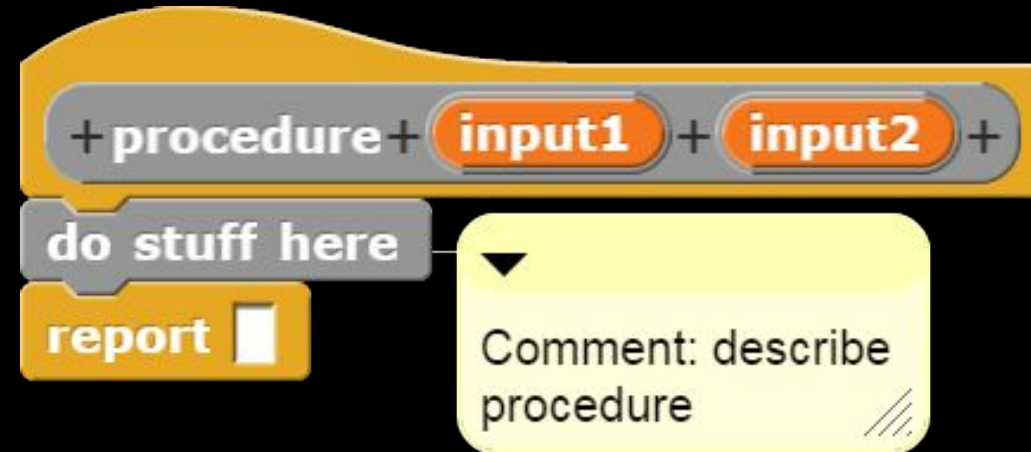 +procedure+ input1 + input2 +
do stuff here
report
Comment: describe
procedure